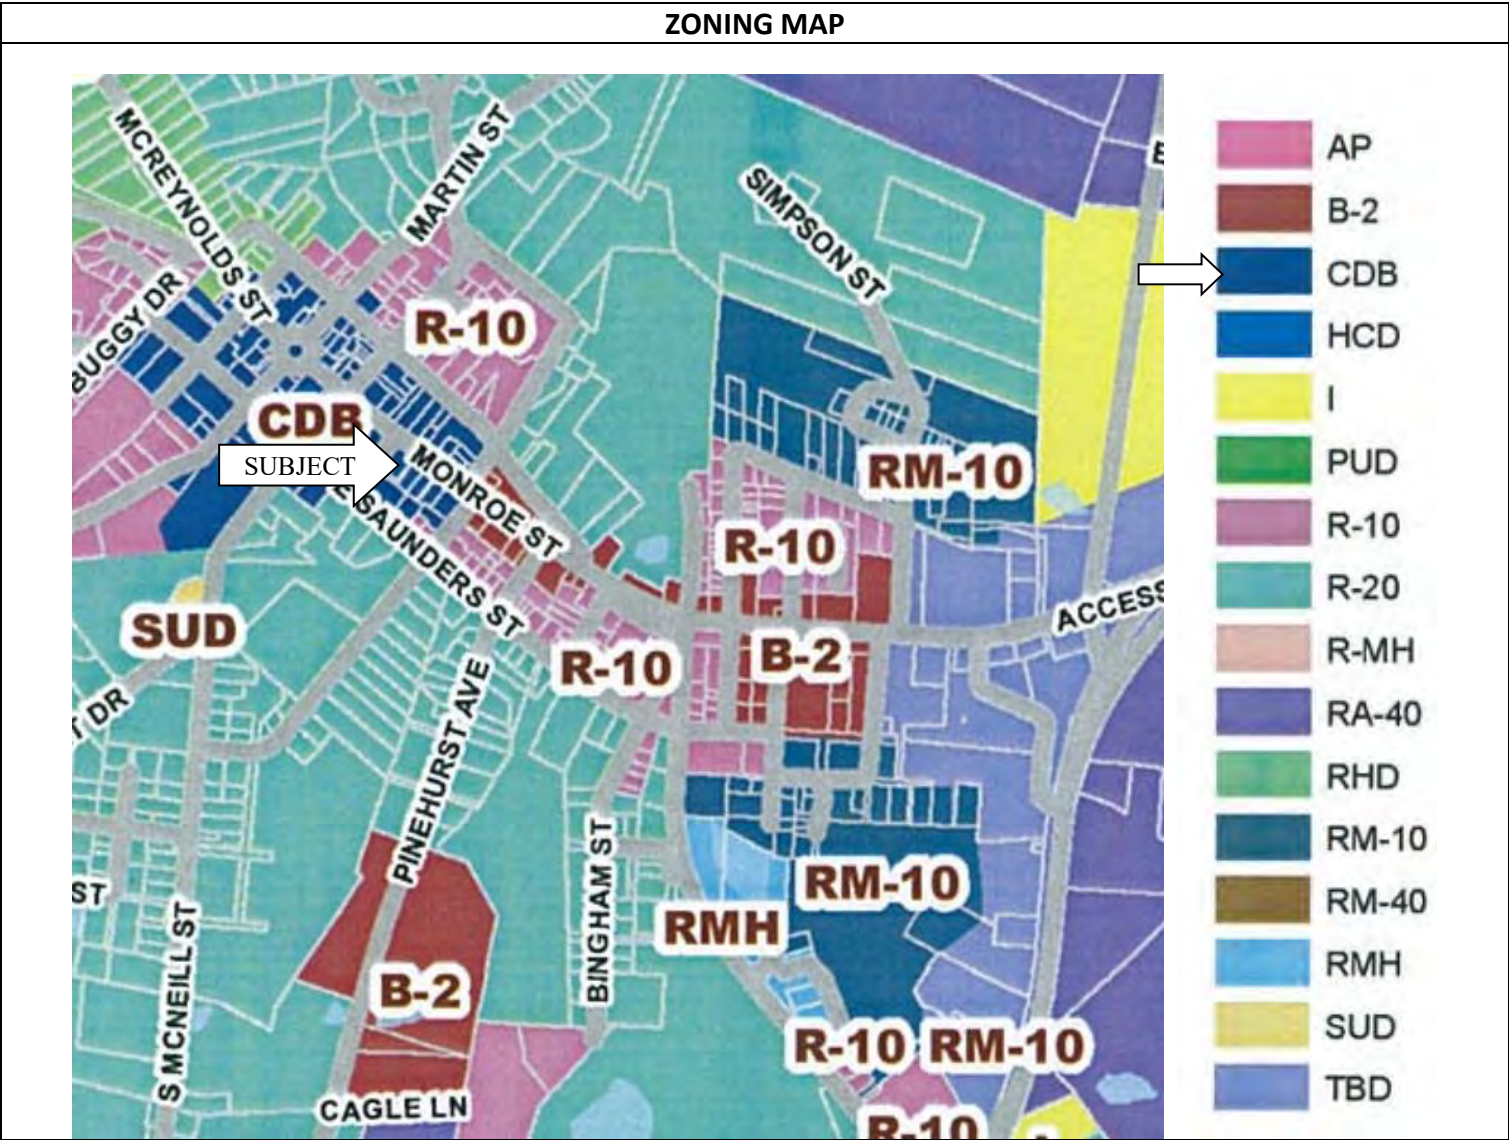 ZONING MAP
MCREYNOLDS ST
MARTIN ST
SIMPSON ST
BUGGY DR
R-10
CDB
SUBJECT
MONROE ST
E SAUNDERS ST
RM-10
R-10
ACCESS
SUD
R-10
B-2
T DR
PINEHURST AVE
BINGHAM ST
ST
S MCNEILL ST
RM-10
RMH
B-2
R-10
RM-10
CAGLE LN
R-10
AP
B-2
CDB
HCD
I
PUD
R-10
R-20
R-MH
RA-40
RHD
RM-10
RM-40
RMH
SUD
TBD